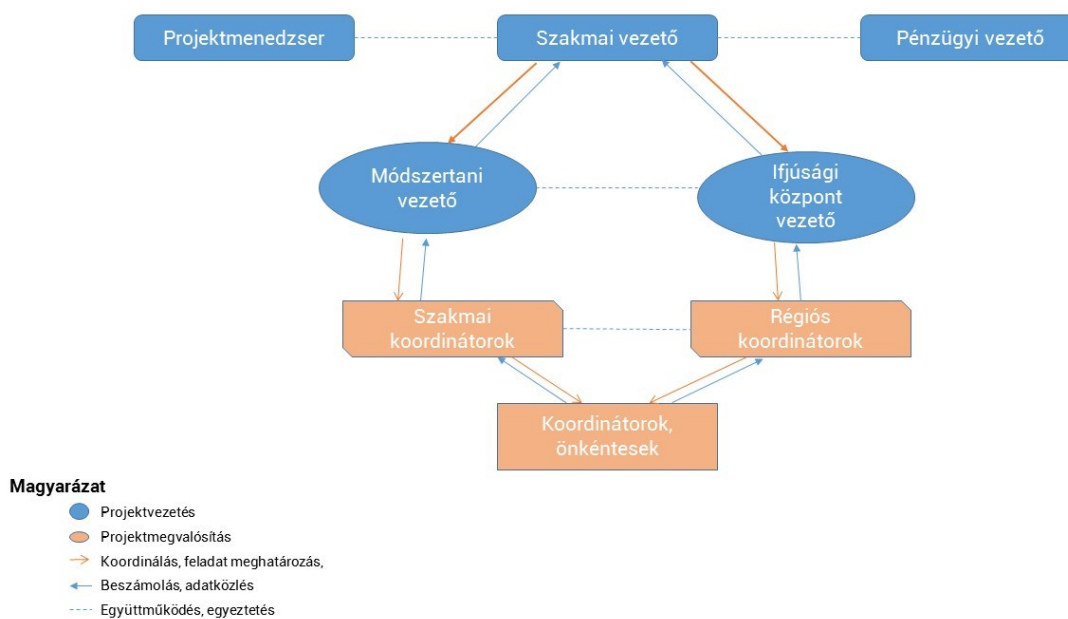 Projektmenedzser
Szakmai vezető
Pénzügyi vezető
Módszertani
vezető
Ifjúsági
központ
vezető
Szakmai
koordinátorok
Régiós
koordinátorok
Koordinátorok,
önkéntesek
Magyarázat
Projektvezetés
Projektmegvalósítás
Koordinálás, feladat meghatározás,
Beszámolás, adatközlés
Együttműködés, egyeztetés